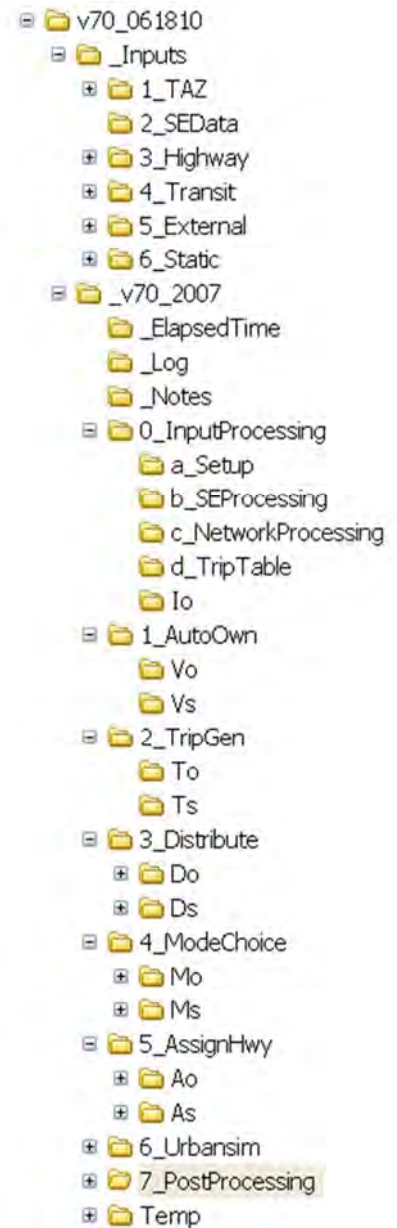 v70_061810
_Inputs
1_TAZ
2_SEData
3_Highway
4_Transit
5_External
6_Static
_v70_2007
_ElapsedTime
_Log
_Notes
0_InputProcessing
a_Setup
b_SEProcessing
c_NetworkProcessing
d_TripTable
Io
1_AutoOwn
Vo
Vs
2_TripGen
To
Ts
3_Distribute
Do
Ds
4_ModeChoice
Mo
Ms
5_AssignHwy
Ao
As
6_Urbansim
7_PostProcessing
Temp